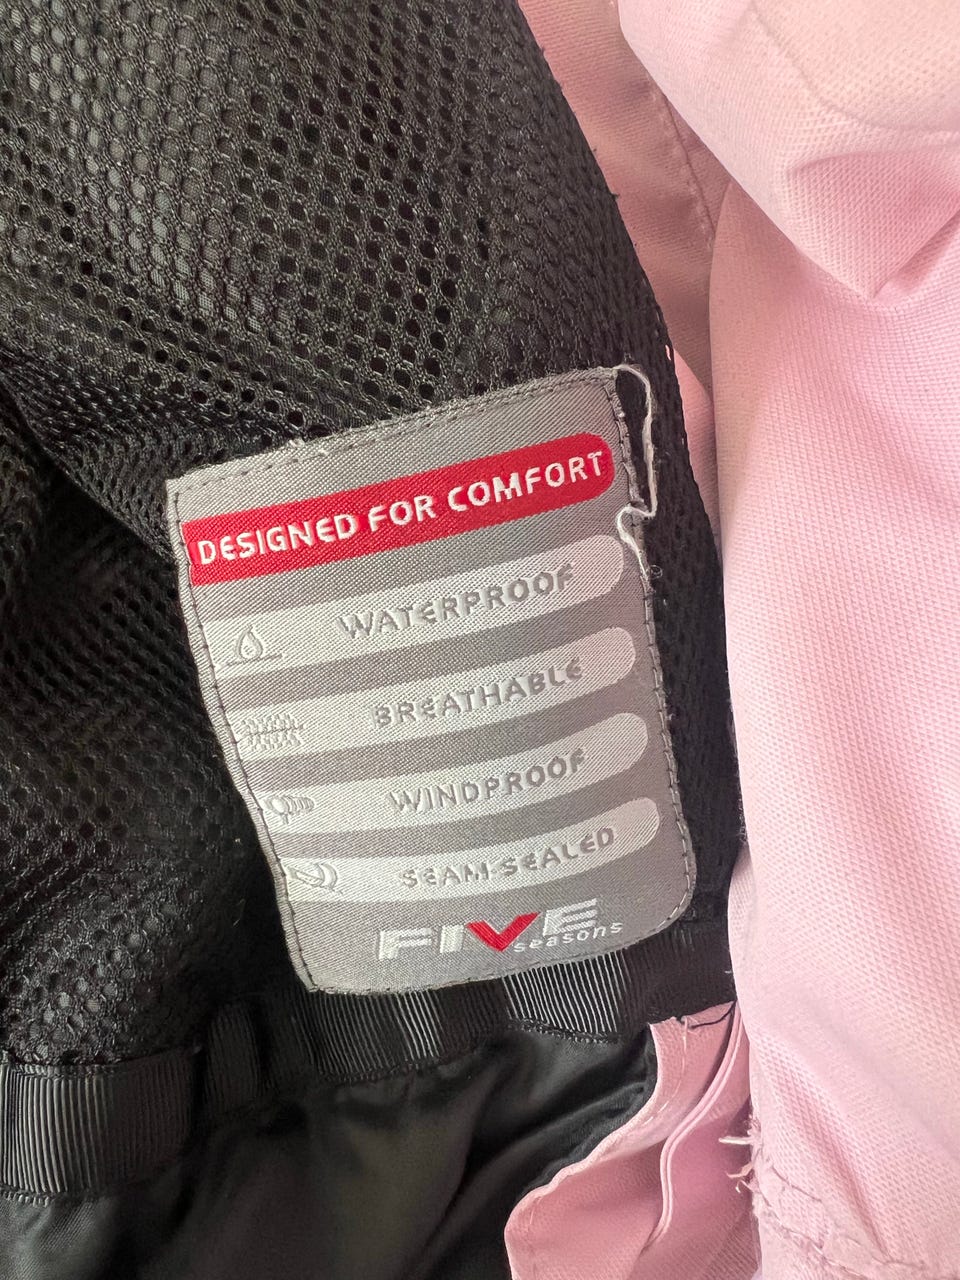 DESIGNED FOR COMFORT
WATERPROOF
BREATHABLE
WINDPROOF
SEAM-SEALED
FIVE
seasons